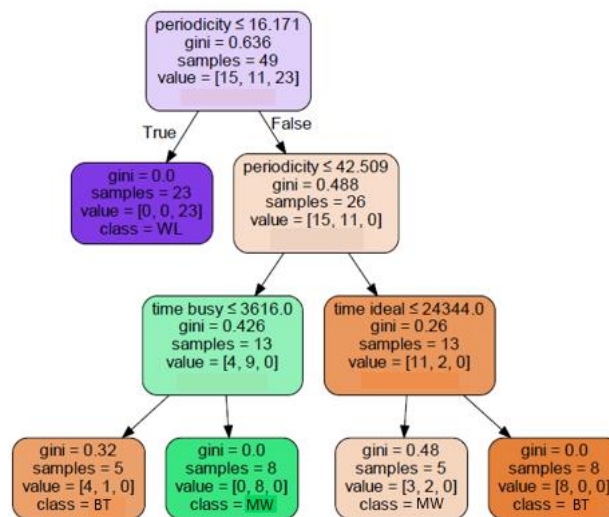 periodicity ≤ 16.171
gini = 0.636
samples = 49
value = [15, 11, 23]
True
False
gini = 0.0
samples = 23
value = [0, 0, 23]
class = WL
periodicity ≤ 42.509
gini = 0.488
samples = 26
value = [15, 11, 0]
time busy ≤ 3616.0
gini = 0.426
samples = 13
value = [4, 9, 0]
time ideal ≤ 24344.0
gini = 0.26
samples = 13
value = [11, 2, 0]
gini = 0.32
samples = 5
value = [4, 1, 0]
class = BT
gini = 0.0
samples = 8
value = [0, 8, 0]
class = MW
gini = 0.48
samples = 5
value = [3, 2, 0]
class = MW
gini = 0.0
samples = 8
value = [8, 0, 0]
class = BT